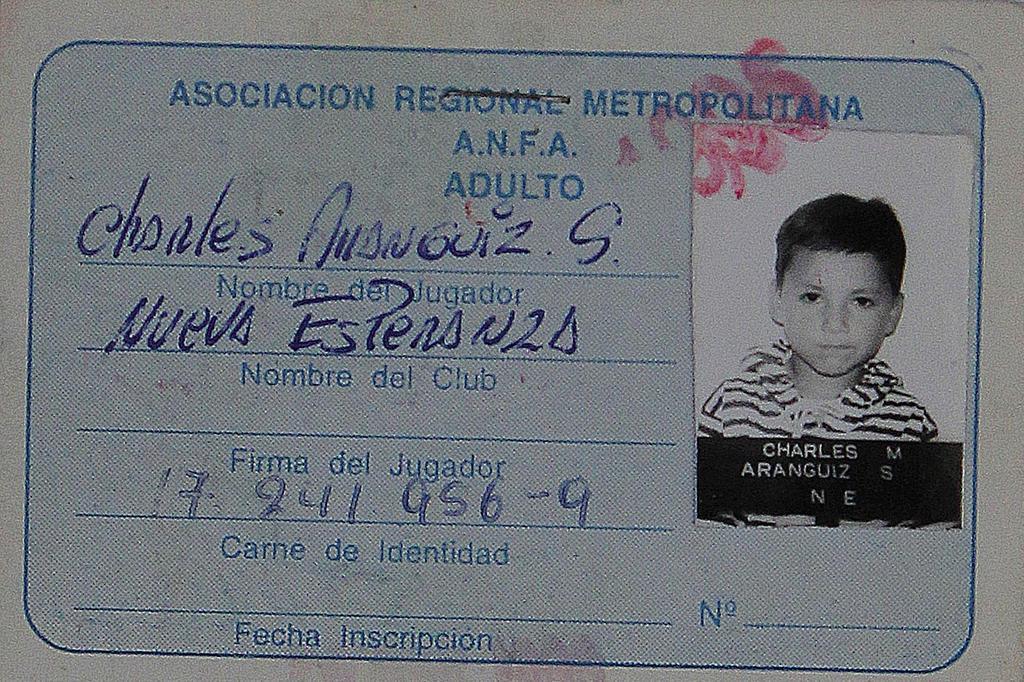 ASOCIACION REGIONAL METROPOLITANA
A.N.F.A.
ADULTO
Charles Aranguiz. S.
Nombre del Jugador
Nueva Esperanza
Nombre del Club
Firma del Jugador
17 241 956-9
Carne de Identidad
Fecha Inscripción
CHARLES M
ARANGUIZ S
N E
Nº